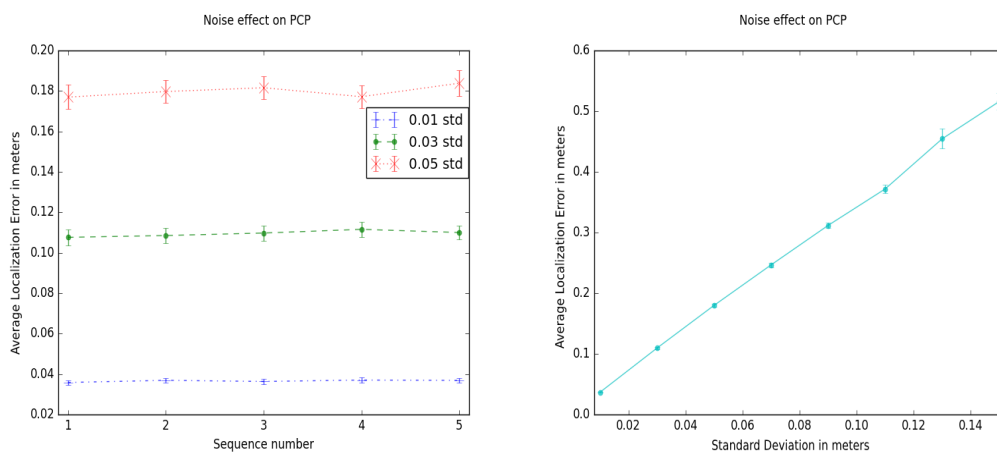 Noise effect on PCP
Average Localization Error in meters
0.20
0.18
0.16
0.14
0.12
0.10
0.08
0.06
0.04
0.02
0.01 std
0.03 std
0.05 std
1 2 3 4 5
Sequence number
Noise effect on PCP
Average Localization Error in meters
0.6
0.5
0.4
0.3
0.2
0.1
0.0
0.02 0.04 0.06 0.08 0.10 0.12 0.14
Standard Deviation in meters